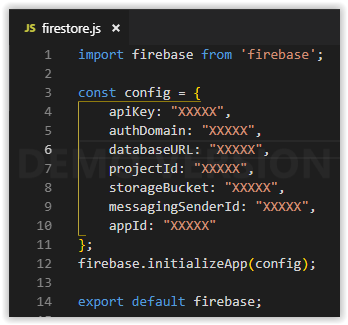 JS firestore.js ×
1 import firebase from 'firebase';
2
3 const config = {
4 apiKey: "XXXXX",
5 authDomain: "XXXXX",
6 databaseURL: "XXXXX",
DEMO VERSION
7 projectId: "XXXXX",
8 storageBucket: "XXXXX",
9 messagingSenderId: "XXXXX",
10 appId: "XXXXX"
11 };
12 firebase.initializeApp(config);
13
14 export default firebase;